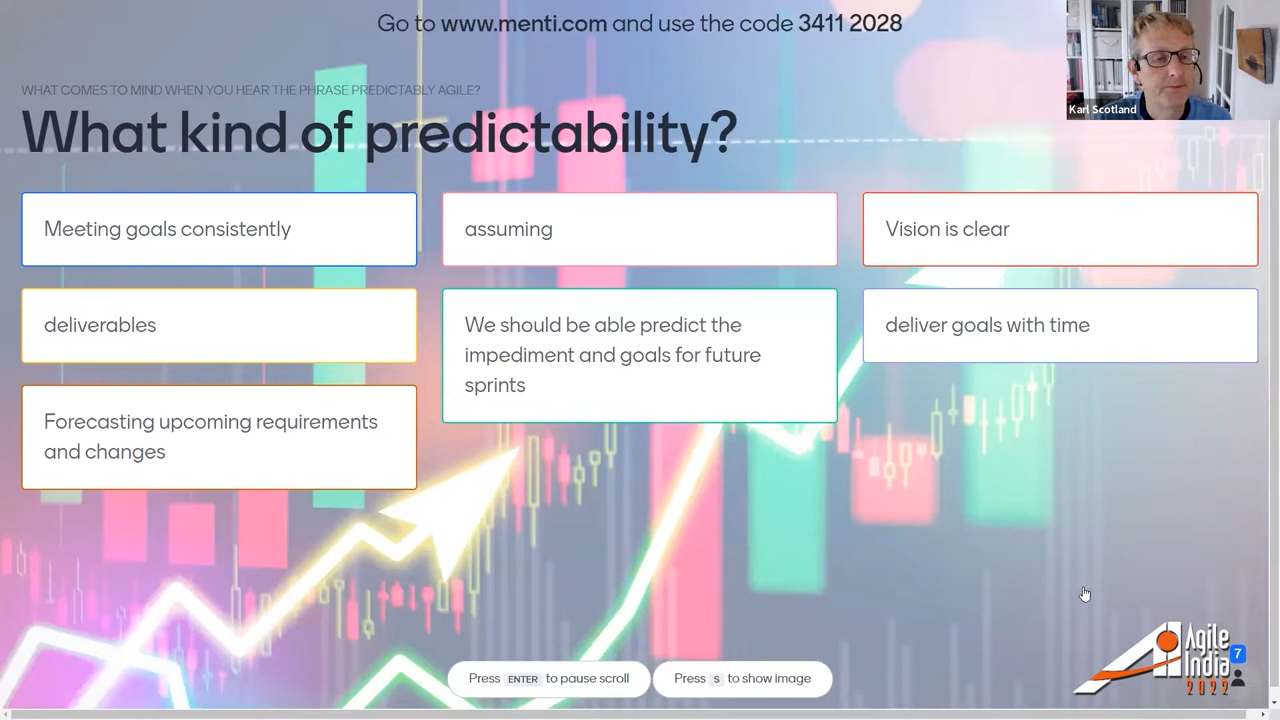 Go to www.menti.com and use the code 3411 2028
Karl Scotland
WHAT COMES TO MIND WHEN YOU HEAR THE PHRASE PREDICTABLY AGILE?
What kind of predictability?
Meeting goals consistently
assuming
Vision is clear
deliverables
We should be able predict the
impediment and goals for future
sprints
deliver goals with time
Forecasting upcoming requirements
and changes
Press ENTER to pause scroll
Press S to show image
Agile
India
2022
7